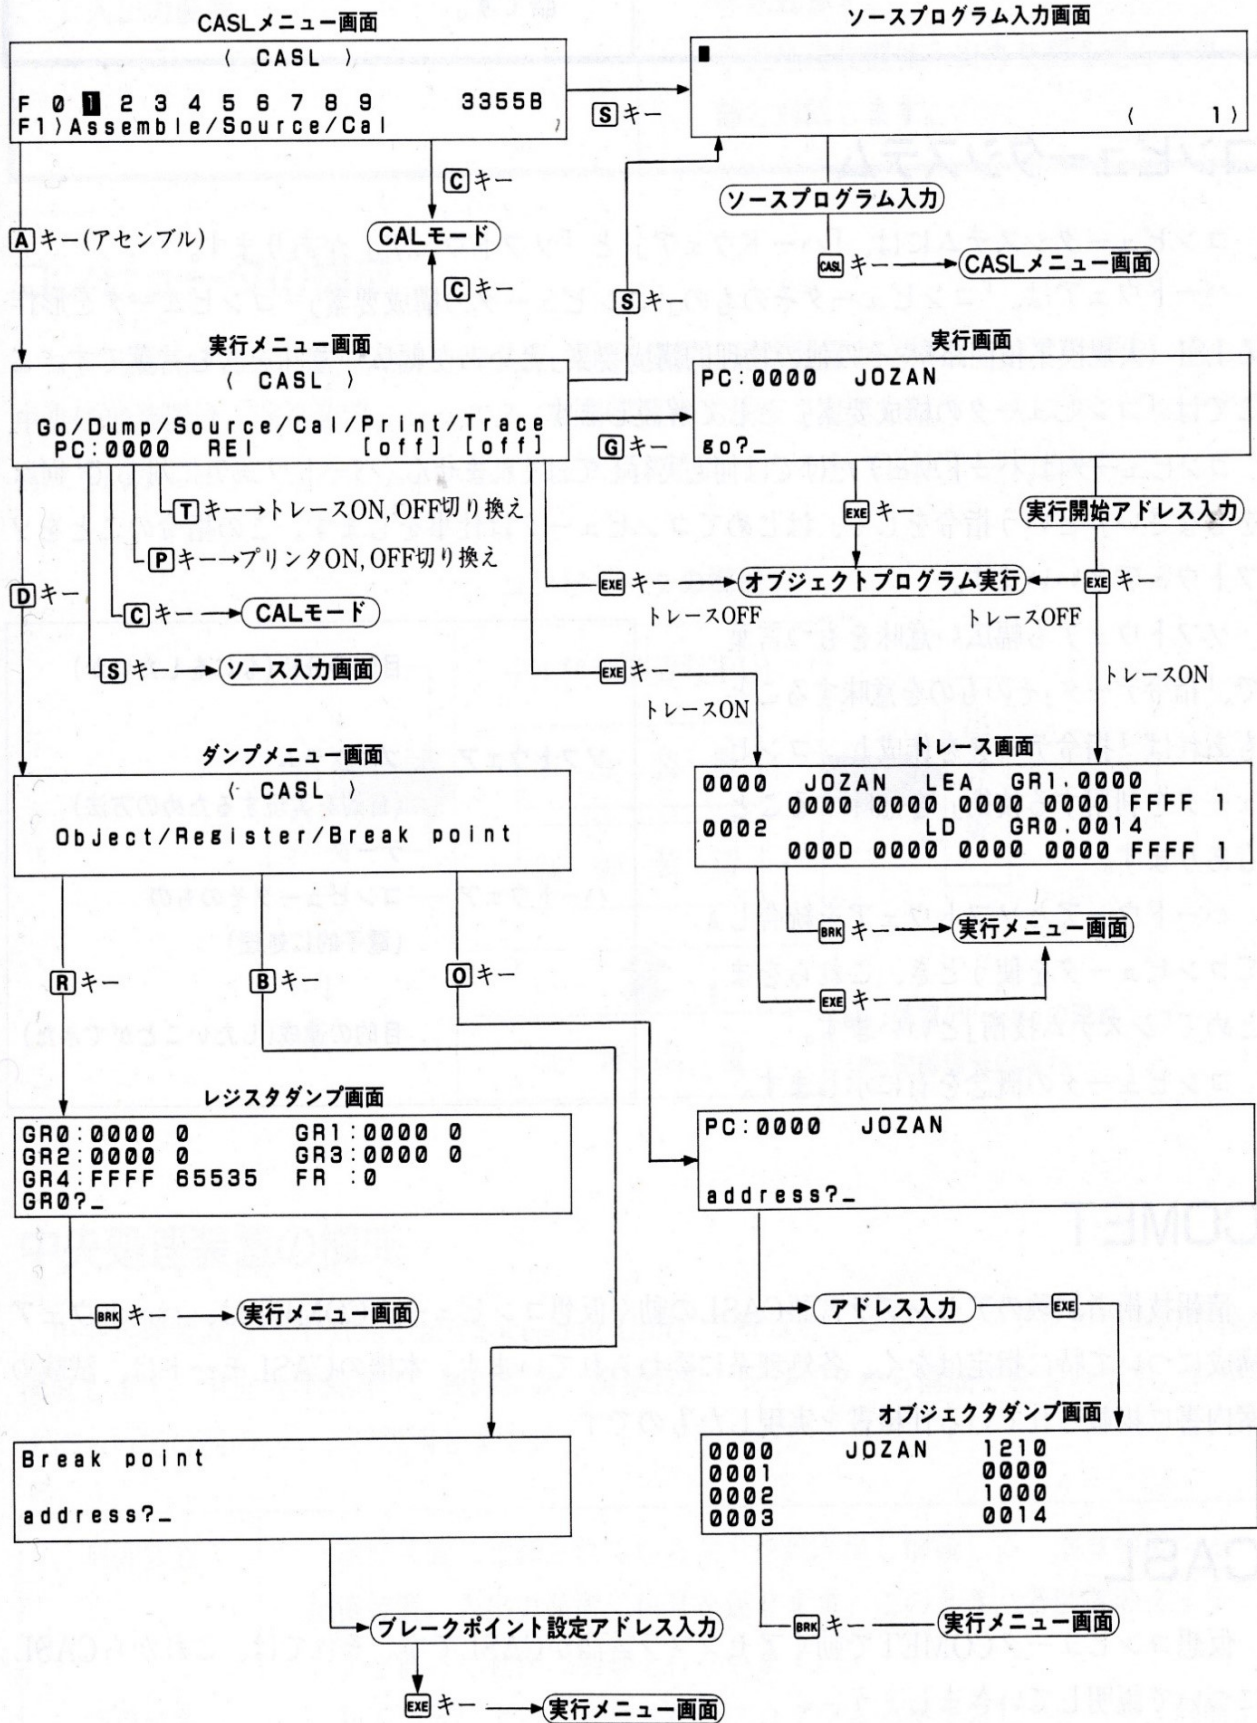 CASLメニュー画面
〈 CASL 〉
F 0 1 2 3 4 5 6 7 8 9 3355B
F1)Assemble/Source/Cal
ソースプログラム入力画面
〈 1〉
Sキー
Cキー
ソースプログラム入力
Aキー(アセンブル)
CALモード
CASLキー
CASLメニュー画面
Cキー
Sキー
実行メニュー画面
〈 CASL 〉
Go/Dump/Source/Cal/Print/Trace
PC:0000 REI [off] [off]
実行画面
PC:0000 JOZAN
go?_
Gキー
Tキー→トレースON,OFF切り換え
EXEキー
実行開始アドレス入力
Pキー→プリンタON,OFF切り換え
Dキー
EXEキー
オブジェクトプログラム実行
EXEキー
トレースOFF
トレースOFF
Cキー
CALモード
Sキー
ソース入力画面
EXEキー
トレースON
トレースON
ダンプメニュー画面
〈 CASL 〉
Object/Register/Break point
トレース画面
0000 JOZAN LEA GR1,0000
0000 0000 0000 0000 FFFF 1
0002 LD GR0,0014
000D 0000 0000 0000 FFFF 1
BRKキー
実行メニュー画面
EXEキー
Rキー
Bキー
Oキー
レジスタダンプ画面
GR0:0000 0 GR1:0000 0
GR2:0000 0 GR3:0000 0
GR4:FFFF 65535 FR :0
GR0?_
PC:0000 JOZAN
address?_
BRKキー
実行メニュー画面
アドレス入力
EXE
オブジェクタダンプ画面
0000 JOZAN 1210
0001 0000
0002 1000
0003 0014
Break point
address?_
BRKキー
実行メニュー画面
ブレークポイント設定アドレス入力
EXEキー
実行メニュー画面